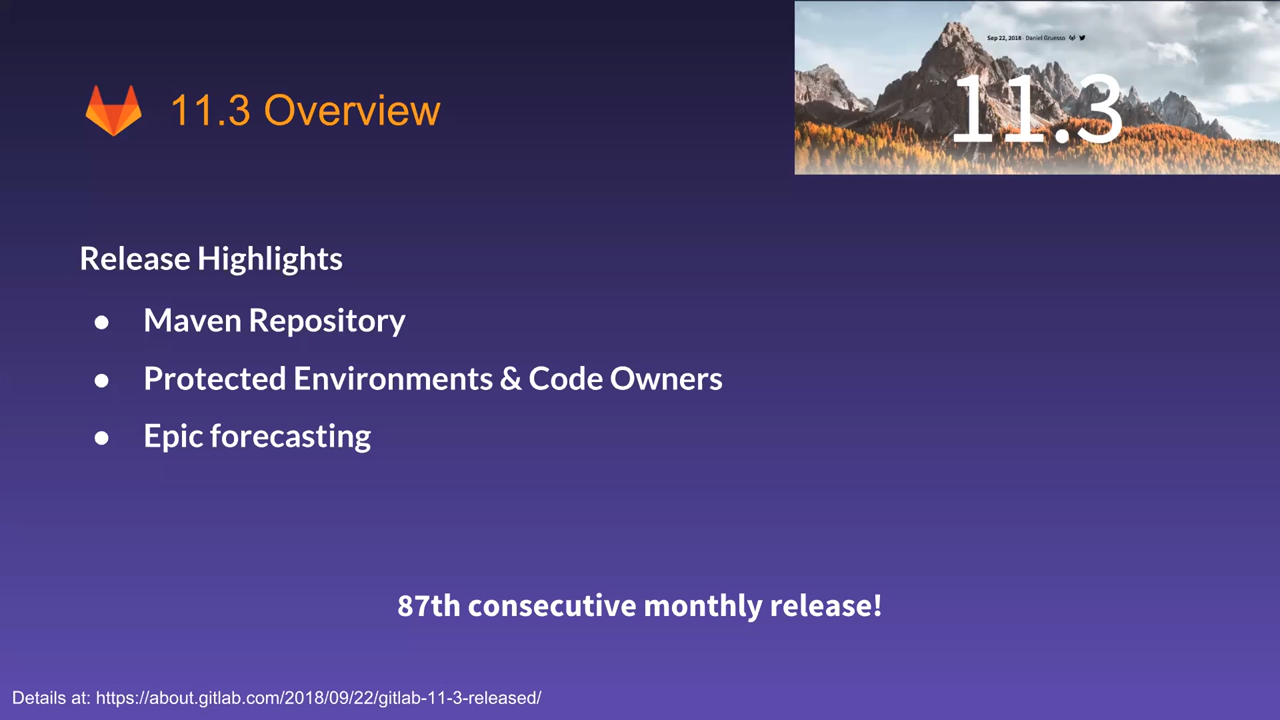 Sep 22, 2018 · Daniel Gruesso
11.3
11.3 Overview
Release Highlights
● Maven Repository
● Protected Environments & Code Owners
● Epic forecasting
87th consecutive monthly release!
Details at: https://about.gitlab.com/2018/09/22/gitlab-11-3-released/